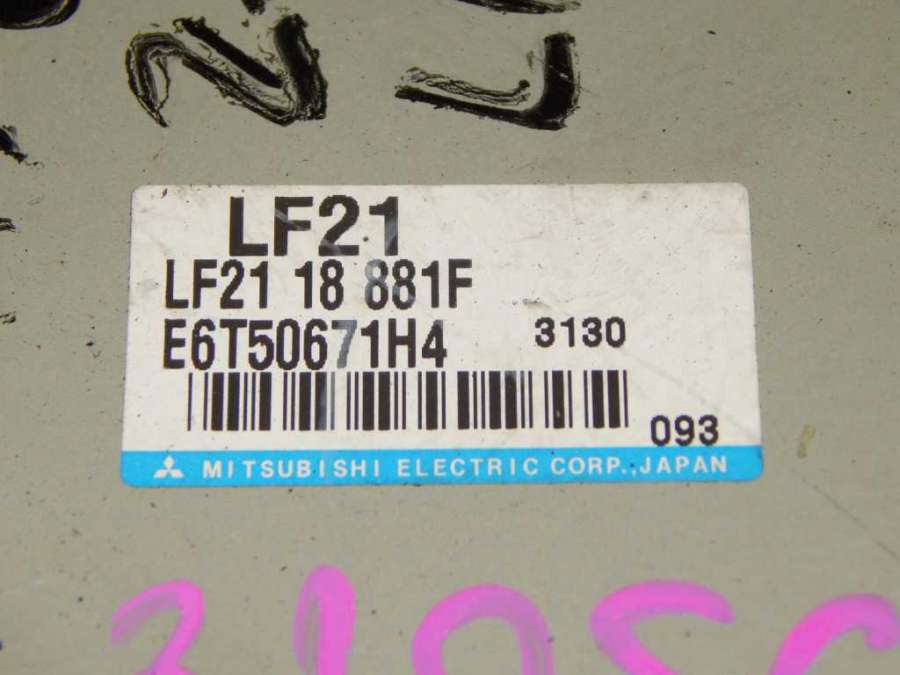 LF21
LF21 18 881F
E6T50671H4 3130
093
MITSUBISHI ELECTRIC CORP., JAPAN